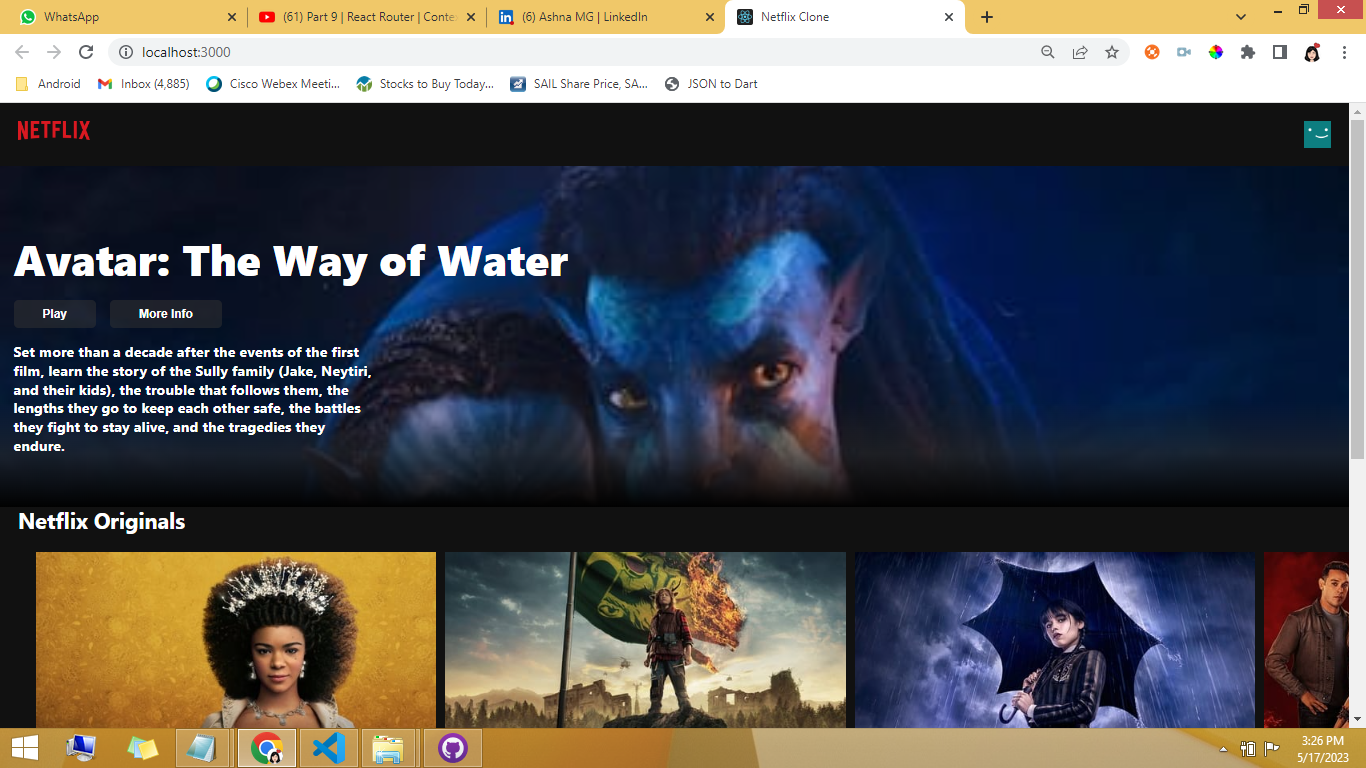 WhatsApp
(61) Part 9 | React Router | Conte
(6) Ashna MG | LinkedIn
Netflix Clone
localhost:3000
Android
Inbox (4,885)
Cisco Webex Meeti...
Stocks to Buy Today...
SAIL Share Price, SA...
JSON to Dart
NETFLIX
Avatar: The Way of Water
Play
More Info
Set more than a decade after the events of the first
film, learn the story of the Sully family (Jake, Neytiri,
and their kids), the trouble that follows them, the
lengths they go to keep each other safe, the battles
they fight to stay alive, and the tragedies they
endure.
Netflix Originals
3:26 PM
5/17/2023